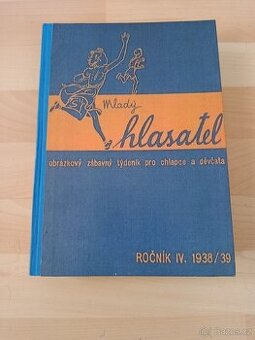 Mladý
hlasatel
obrázkový zábavný týdeník pro chlapce a děvčata
ROČNÍK IV. 1938/39